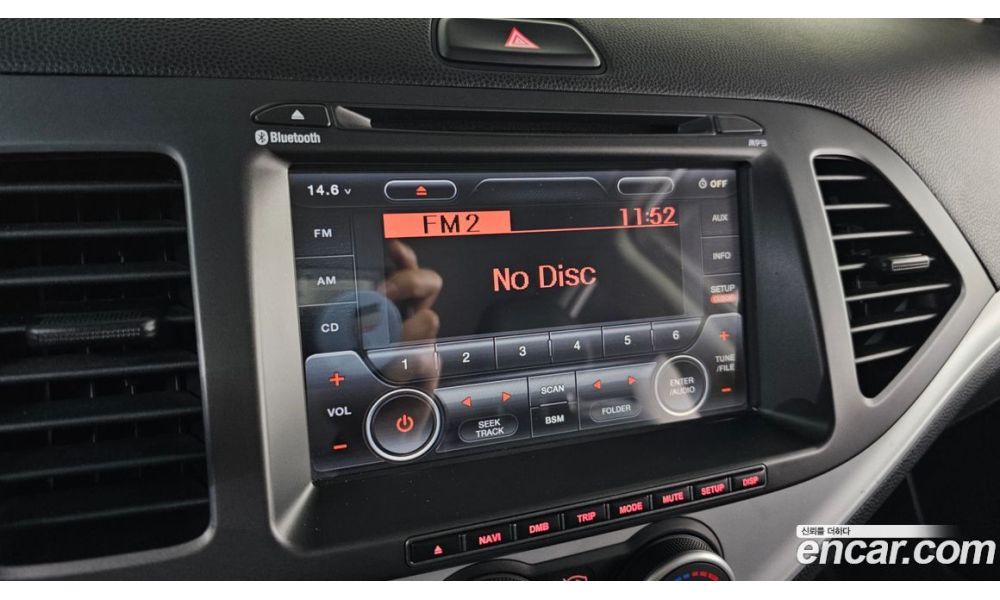 Bluetooth
MP3
14.6 V
OFF
FM2
11:52
FM
AUX
No Disc
INFO
AM
SETUP
CLOCK
CD
1 2 3 4 5 6
TUNE
/FILE
VOL
SEEK
TRACK
SCAN
BSM
FOLDER
ENTER
/AUDIO
NAVI DMB TRIP MODE MUTE SETUP DISP
신뢰를 더하다
encar.com